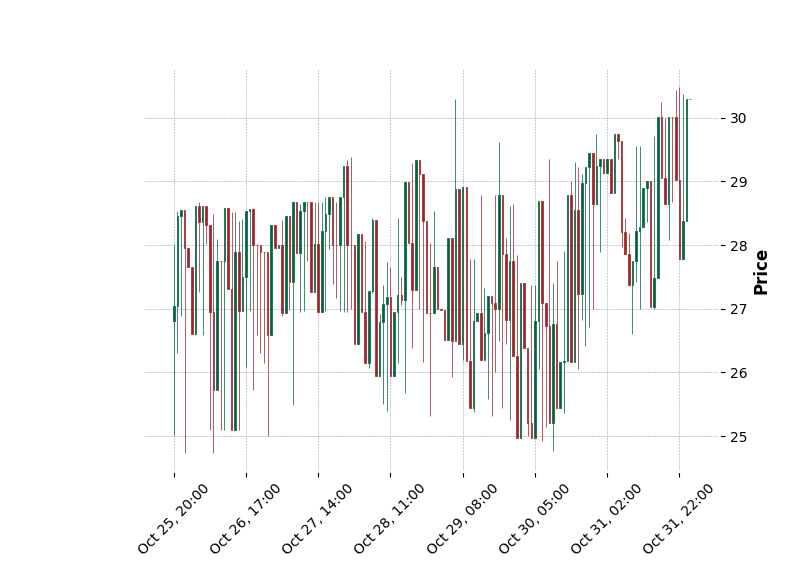 30
29
28
27
26
25
Price
Oct 25, 20:00
Oct 26, 17:00
Oct 27, 14:00
Oct 28, 11:00
Oct 29, 08:00
Oct 30, 05:00
Oct 31, 02:00
Oct 31, 22:00